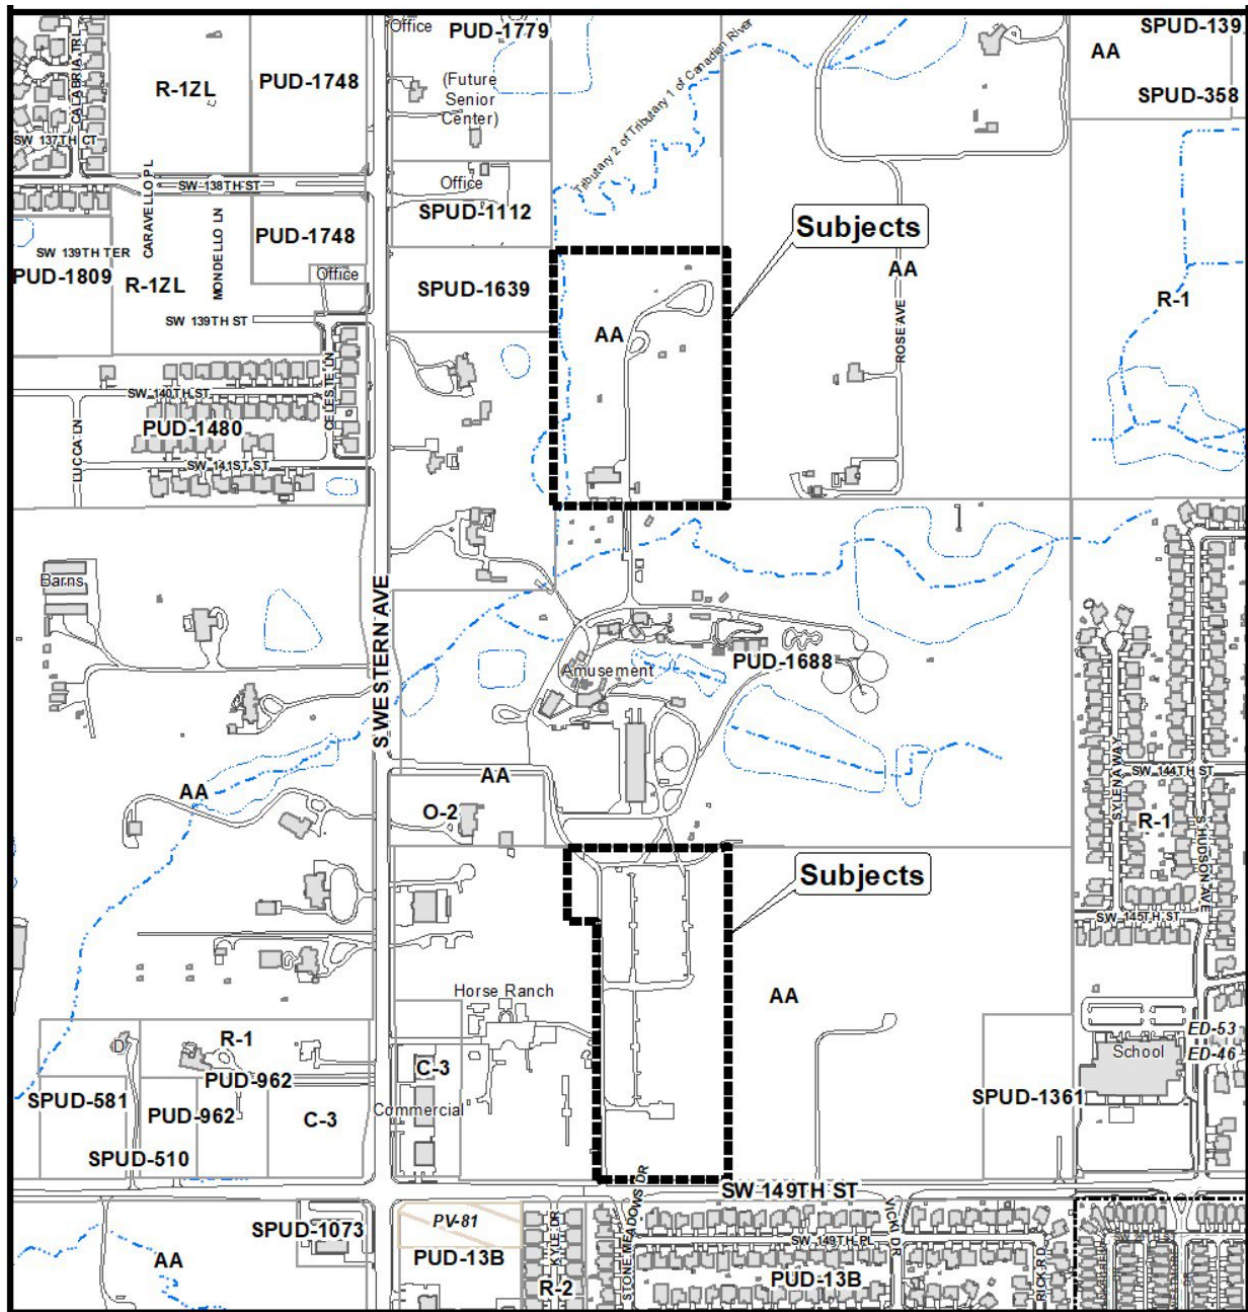 Office
PUD-1779
SPUD-139
AA
CALABRIA TRL
R-1ZL
PUD-1748
(Future
Senior
Center)
SPUD-358
SW 137TH CT
Tributary 2 of Tributary 1 of Canadian River
CARAVELLO PL
SW 138TH ST
Office
MONDELLO LN
SPUD-1112
PUD-1748
Subjects
SW 139TH TER
PUD-1809
R-1ZL
Office
SPUD-1639
AA
R-1
SW 139TH ST
AA
ROSE AVE
CELESTE LN
SW 140TH ST
PUD-1480
LUCCA LN
SW 141ST ST
Barns
S WESTERN AVE
Amusement
PUD-1688
SYLENA WAY
SW 144TH ST
AA
AA
O-2
R-1
S HUDSON AVE
Subjects
SW 145TH ST
Horse Ranch
AA
ED-53
School
ED-46
R-1
PUD-962
C-3
SPUD-581
PUD-962
Commercial
C-3
SPUD-1361
SPUD-510
SW 149TH ST
STONE MEADOWS DR
PV-81
KYLE DR
VICKI DR
SPUD-1073
SW 149TH PL
RICK RD
AA
PUD-13B
R-2
PUD-13B